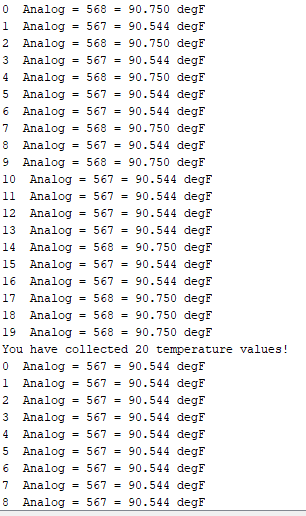 0  Analog = 568 = 90.750 degF
1  Analog = 567 = 90.544 degF
2  Analog = 568 = 90.750 degF
3  Analog = 567 = 90.544 degF
4  Analog = 568 = 90.750 degF
5  Analog = 567 = 90.544 degF
6  Analog = 567 = 90.544 degF
7  Analog = 568 = 90.750 degF
8  Analog = 567 = 90.544 degF
9  Analog = 568 = 90.750 degF
10  Analog = 567 = 90.544 degF
11  Analog = 567 = 90.544 degF
12  Analog = 567 = 90.544 degF
13  Analog = 567 = 90.544 degF
14  Analog = 568 = 90.750 degF
15  Analog = 567 = 90.544 degF
16  Analog = 567 = 90.544 degF
17  Analog = 568 = 90.750 degF
18  Analog = 568 = 90.750 degF
19  Analog = 568 = 90.750 degF
You have collected 20 temperature values!
0  Analog = 567 = 90.544 degF
1  Analog = 567 = 90.544 degF
2  Analog = 567 = 90.544 degF
3  Analog = 567 = 90.544 degF
4  Analog = 567 = 90.544 degF
5  Analog = 567 = 90.544 degF
6  Analog = 567 = 90.544 degF
7  Analog = 567 = 90.544 degF
8  Analog = 567 = 90.544 degF